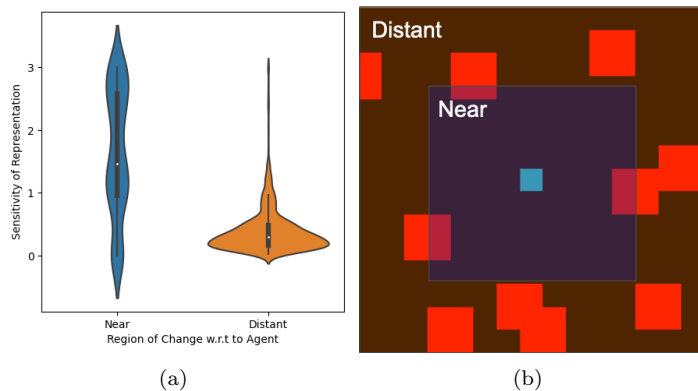 Sensitivity of Representation
3
2
1
0
Near
Distant
Region of Change w.r.t to Agent
(a)
Distant
Near
(b)